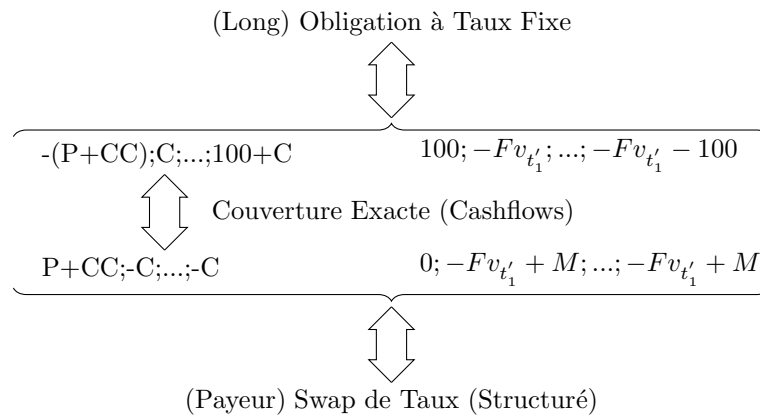 (Long) Obligation à Taux Fixe
-(P+CC);C;...;100+C $100; -Fv_{t'_1}; ...; -Fv_{t'_1} - 100$
Couverture Exacte (Cashflows)
P+CC;-C;...;-C $0; -Fv_{t'_1} + M; ...; -Fv_{t'_1} + M$
(Payeur) Swap de Taux (Structuré)